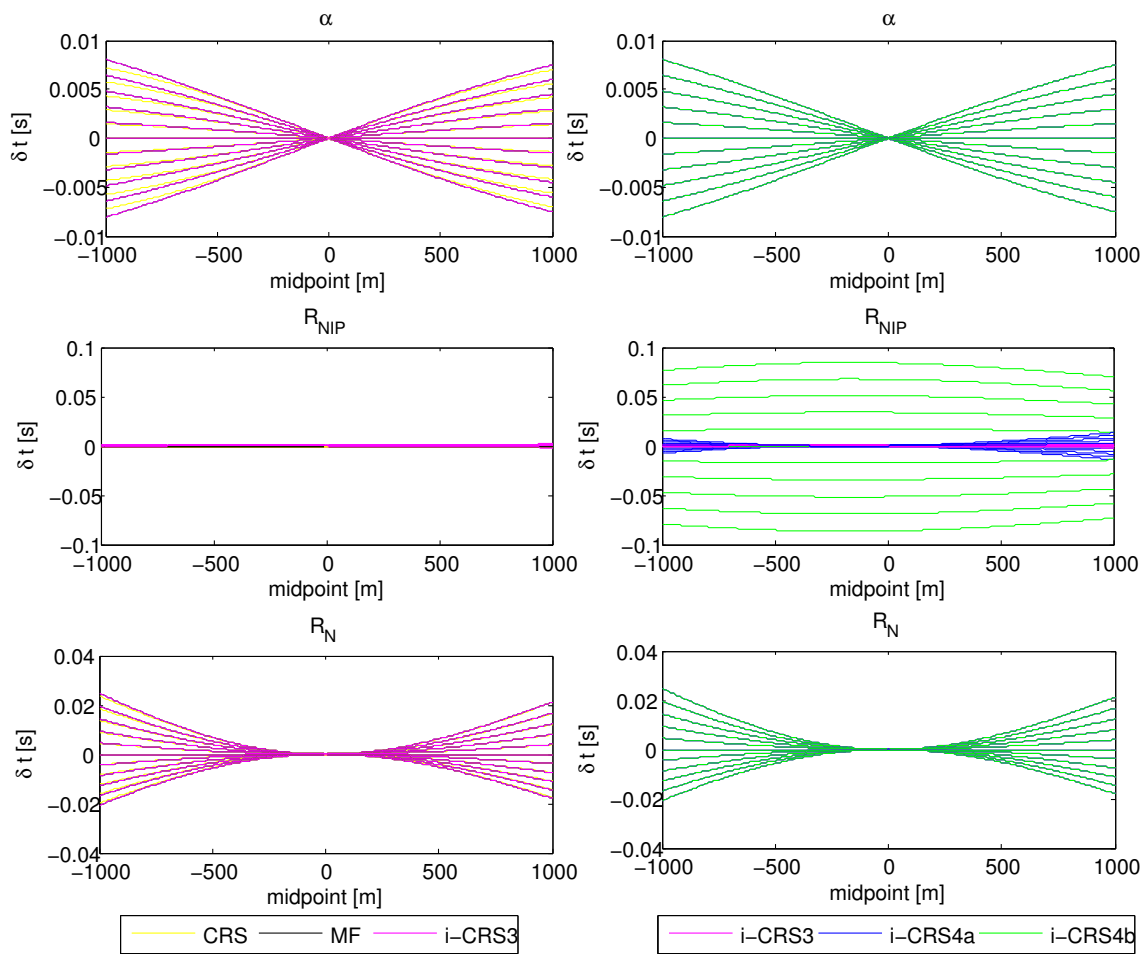 α α
0.01 0.01
0.005 0.005
δ t [s] 0 δ t [s] 0
−0.005 −0.005
−0.01 −0.01
−1000 −500 0 500 1000 −1000 −500 0 500 1000
midpoint [m] midpoint [m]
R_NIP R_NIP
0.1 0.1
0.05 0.05
δ t [s] 0 δ t [s] 0
−0.05 −0.05
−0.1 −0.1
−1000 −500 0 500 1000 −1000 −500 0 500 1000
midpoint [m] midpoint [m]
R_N R_N
0.04 0.04
0.02 0.02
δ t [s] 0 δ t [s] 0
−0.02 −0.02
−0.04 −0.04
−1000 −500 0 500 1000 −1000 −500 0 500 1000
midpoint [m] midpoint [m]
CRS MF i−CRS3 i−CRS3 i−CRS4a i−CRS4b